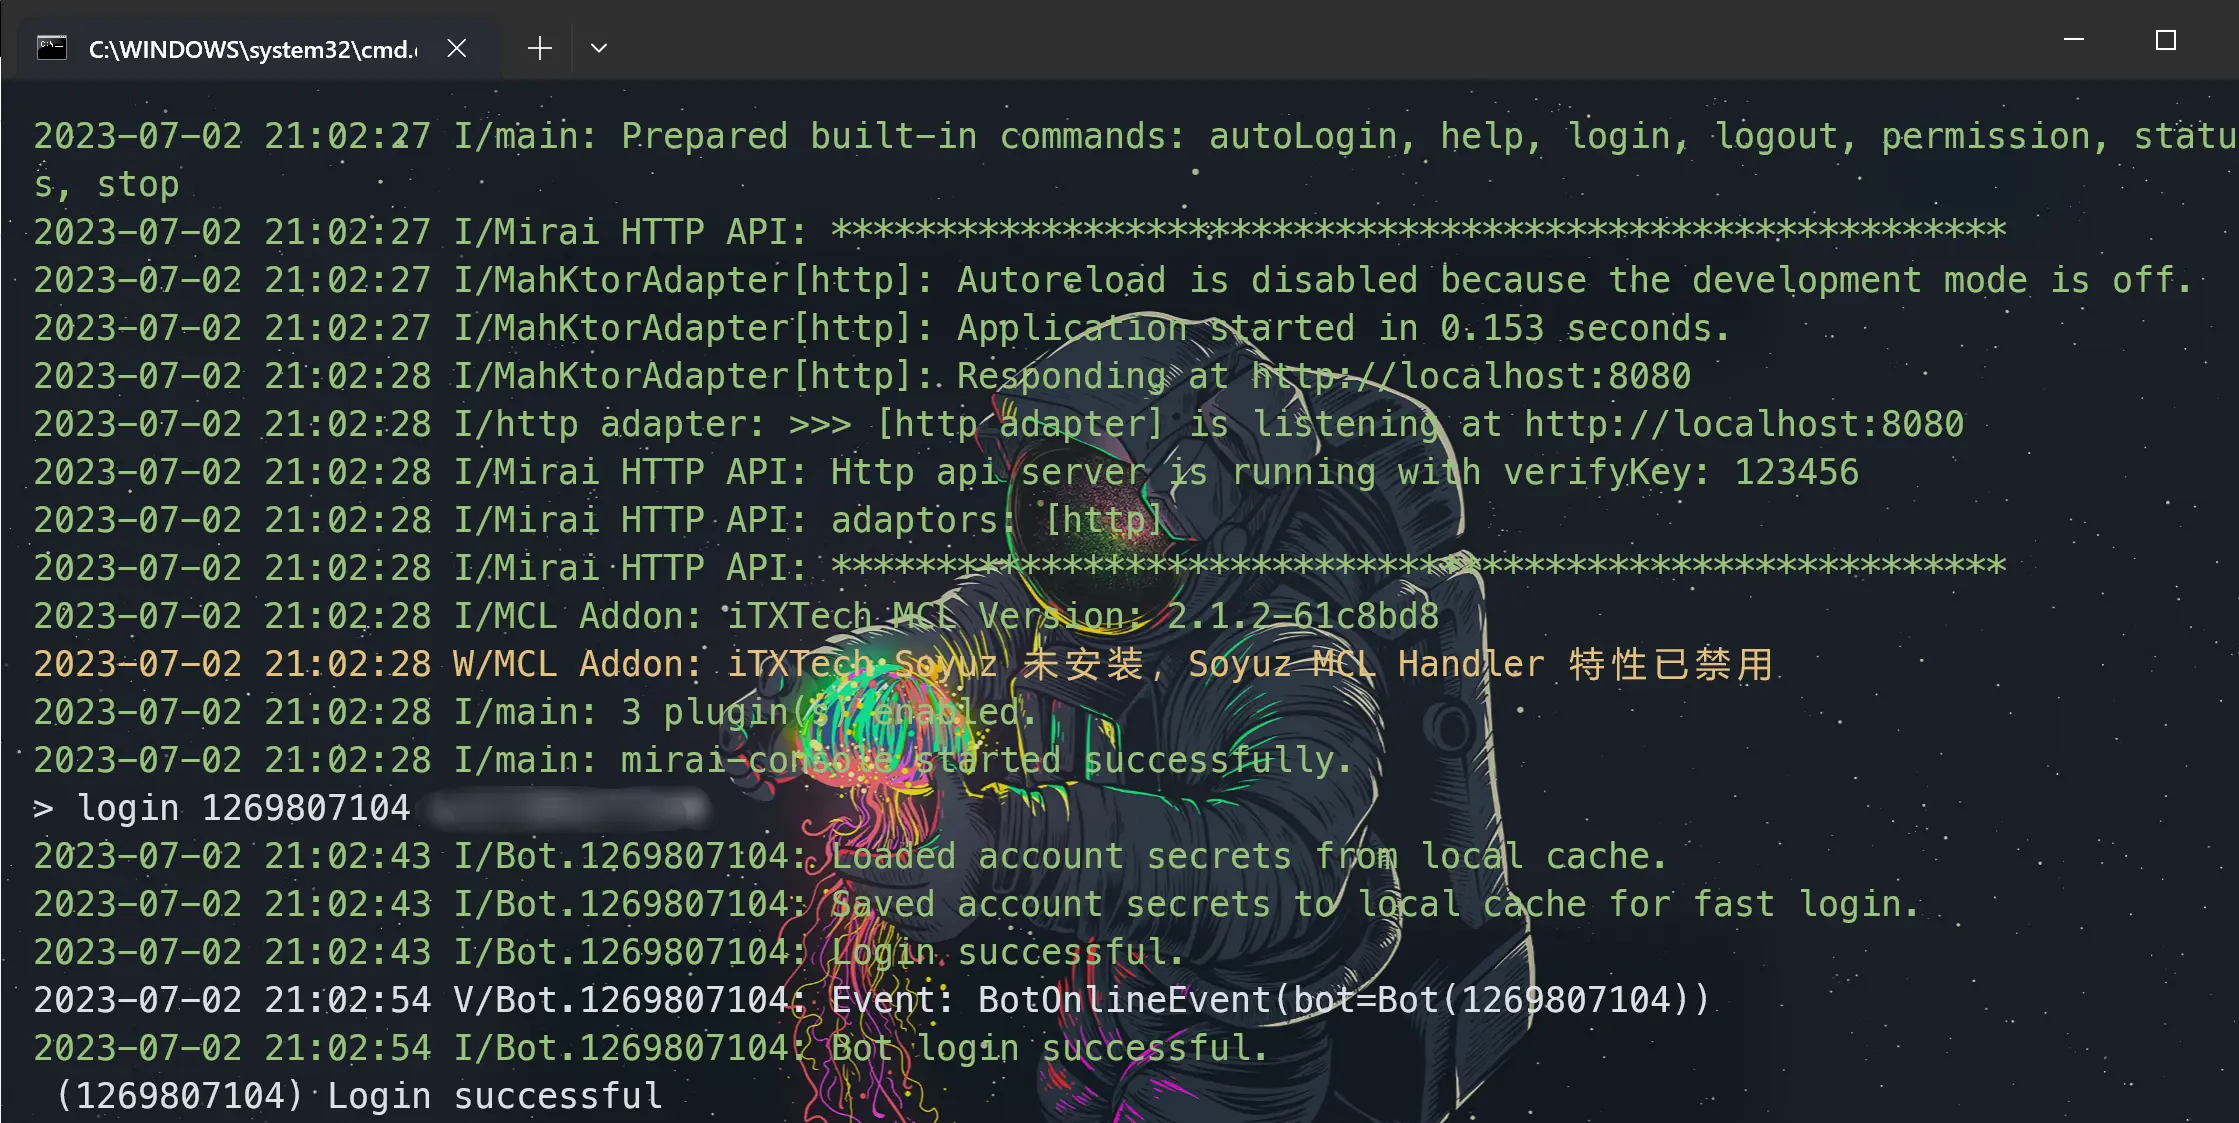 C:\WINDOWS\system32\cmd.
2023-07-02 21:02:27 I/main: Prepared built-in commands: autoLogin, help, login, logout, permission, statu
s, stop
2023-07-02 21:02:27 I/Mirai HTTP API: ********************************************************
2023-07-02 21:02:27 I/MahKtorAdapter[http]: Autoreload is disabled because the development mode is off.
2023-07-02 21:02:27 I/MahKtorAdapter[http]: Application started in 0.153 seconds.
2023-07-02 21:02:28 I/MahKtorAdapter[http]: Responding at http://localhost:8080
2023-07-02 21:02:28 I/http adapter: >>> [http adapter] is listening at http://localhost:8080
2023-07-02 21:02:28 I/Mirai HTTP API: Http api server is running with verifyKey: 123456
2023-07-02 21:02:28 I/Mirai HTTP API: adaptors: [http]
2023-07-02 21:02:28 I/Mirai HTTP API: ********************************************************
2023-07-02 21:02:28 I/MCL Addon: iTXTech MCL Version: 2.1.2-61c8bd8
2023-07-02 21:02:28 W/MCL Addon: iTXTech Soyuz 未安装, Soyuz MCL Handler 特性已禁用
2023-07-02 21:02:28 I/main: 3 plugin(s) enabled.
2023-07-02 21:02:28 I/main: mirai-console started successfully.
> login 1269807104
2023-07-02 21:02:43 I/Bot.1269807104: Loaded account secrets from local cache.
2023-07-02 21:02:43 I/Bot.1269807104: Saved account secrets to local cache for fast login.
2023-07-02 21:02:43 I/Bot.1269807104: Login successful.
2023-07-02 21:02:54 V/Bot.1269807104: Event: BotOnlineEvent(bot=Bot(1269807104))
2023-07-02 21:02:54 I/Bot.1269807104: Bot login successful.
(1269807104) Login successful